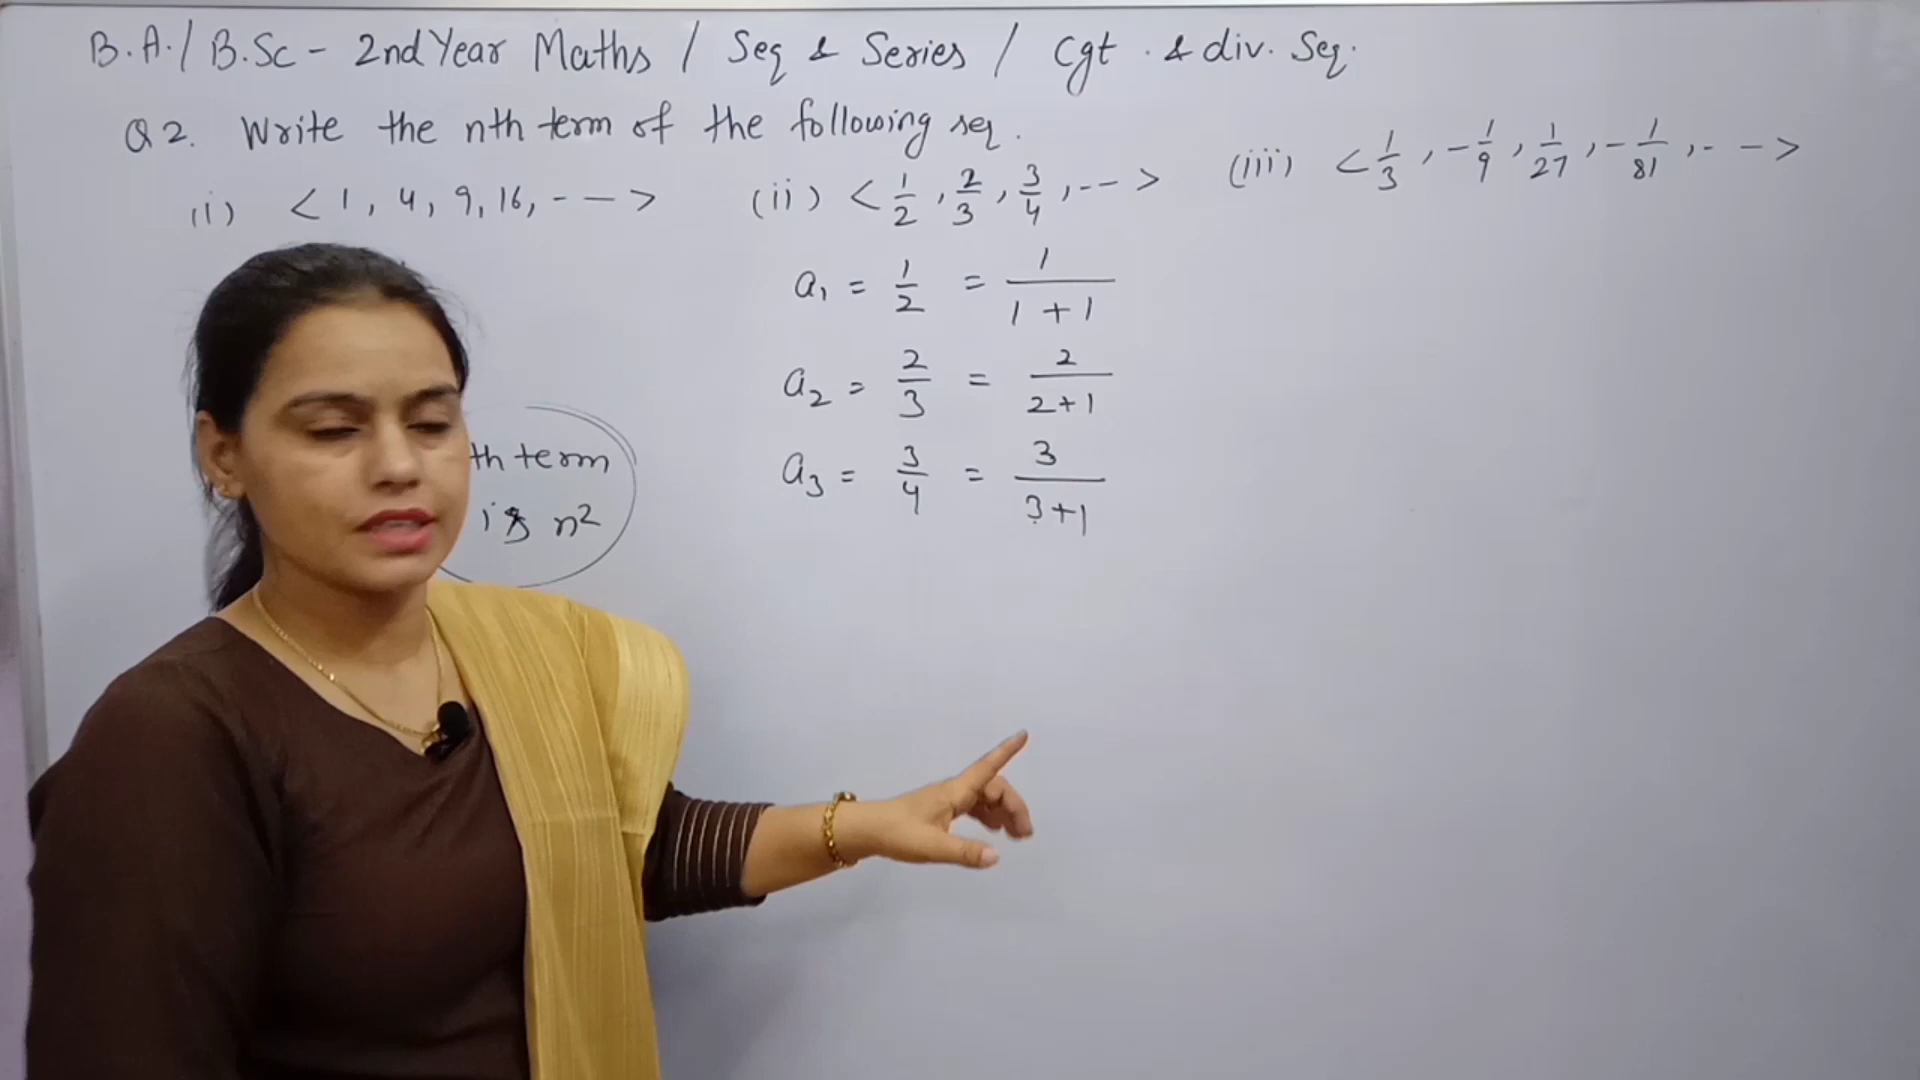 B.A./B.Sc - 2nd Year Maths / Seq & Series / Cgt. & div. Seq.
Q2. Write the nth term of the following seq.
(i) < 1, 4, 9, 16, - - - >
(ii) < 1/2, 2/3, 3/4, - - - >
(iii) < 1/3, -1/9, 1/27, -1/81, - - - >
a₁ = 1/2 = 1/(1+1)
a₂ = 2/3 = 2/(2+1)
a₃ = 3/4 = 3/(3+1)
th term
is n²